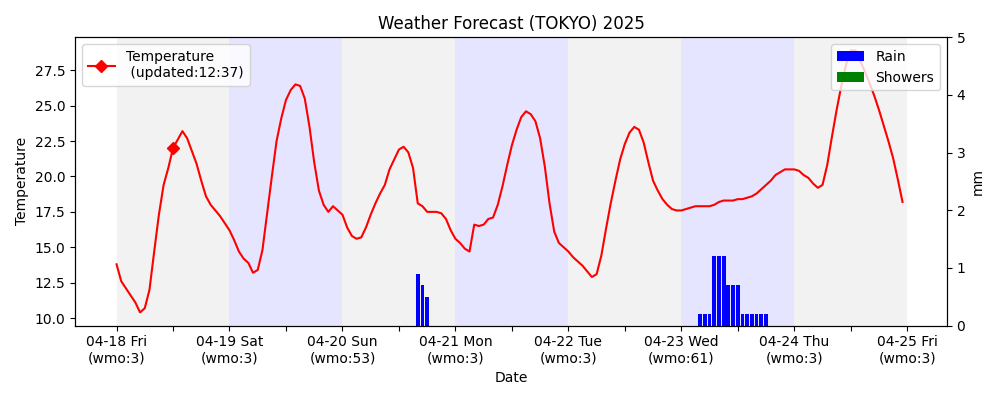 Weather Forecast (TOKYO) 2025
Temperature
(updated:12:37)
Rain
Showers
Temperature
27.5
25.0
22.5
20.0
17.5
15.0
12.5
10.0
5
4
3
2
1
0
mm
04-18 Fri
(wmo:3)
04-19 Sat
(wmo:3)
04-20 Sun
(wmo:53)
04-21 Mon
(wmo:3)
04-22 Tue
(wmo:3)
04-23 Wed
(wmo:61)
04-24 Thu
(wmo:3)
04-25 Fri
(wmo:3)
Date